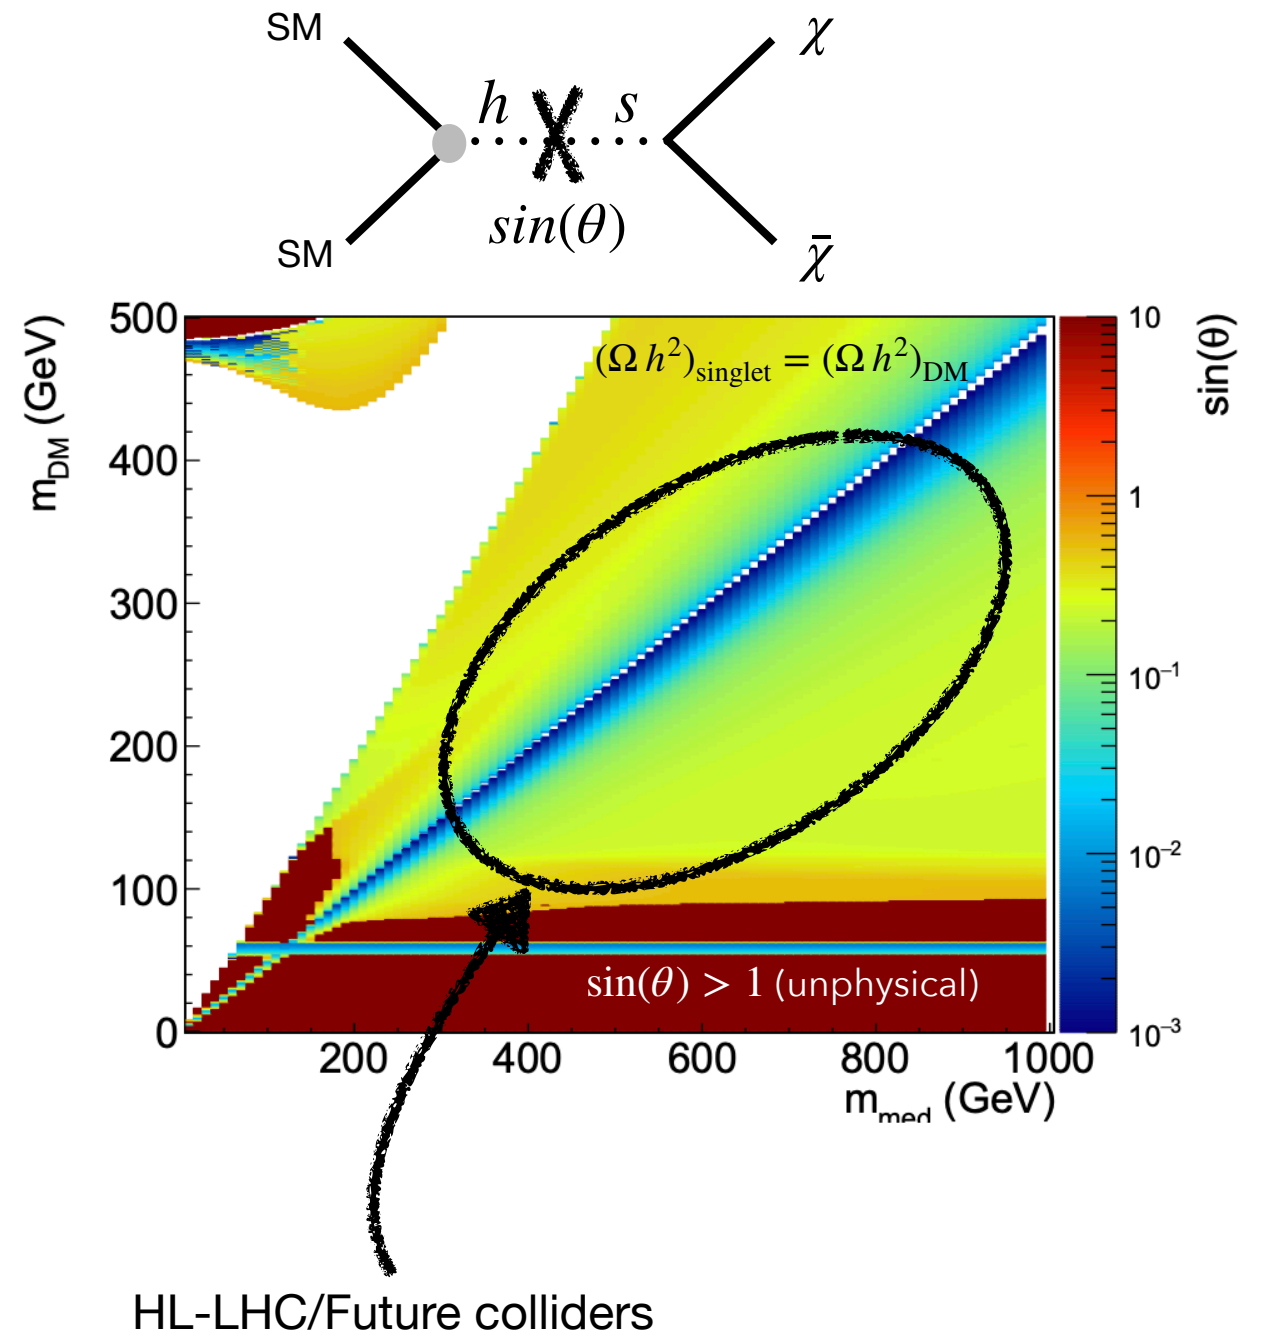 SM
χ
h
s
sin(θ)
SM
χ̄
500
400
300
200
100
0
m_DM (GeV)
(Ω h²)_singlet = (Ω h²)_DM
sin(θ) > 1 (unphysical)
200
400
600
800
1000
m_med (GeV)
10
1
10⁻¹
10⁻²
10⁻³
sin(θ)
HL-LHC/Future colliders